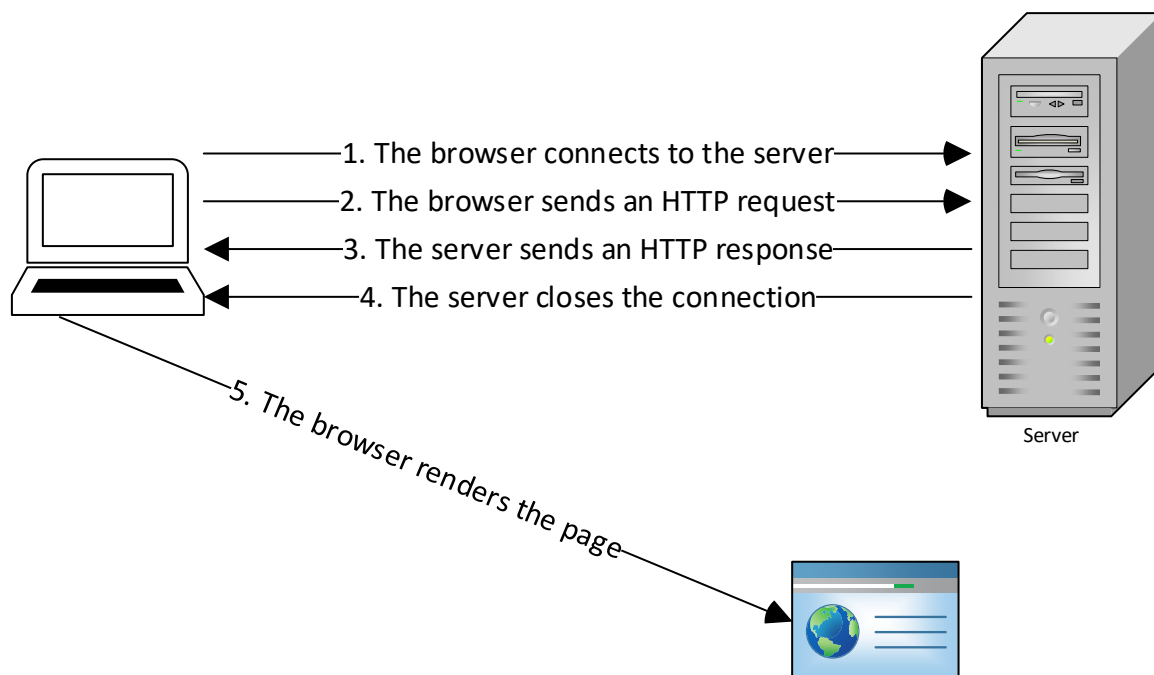 1. The browser connects to the server
2. The browser sends an HTTP request
3. The server sends an HTTP response
4. The server closes the connection
Server
5. The browser renders the page